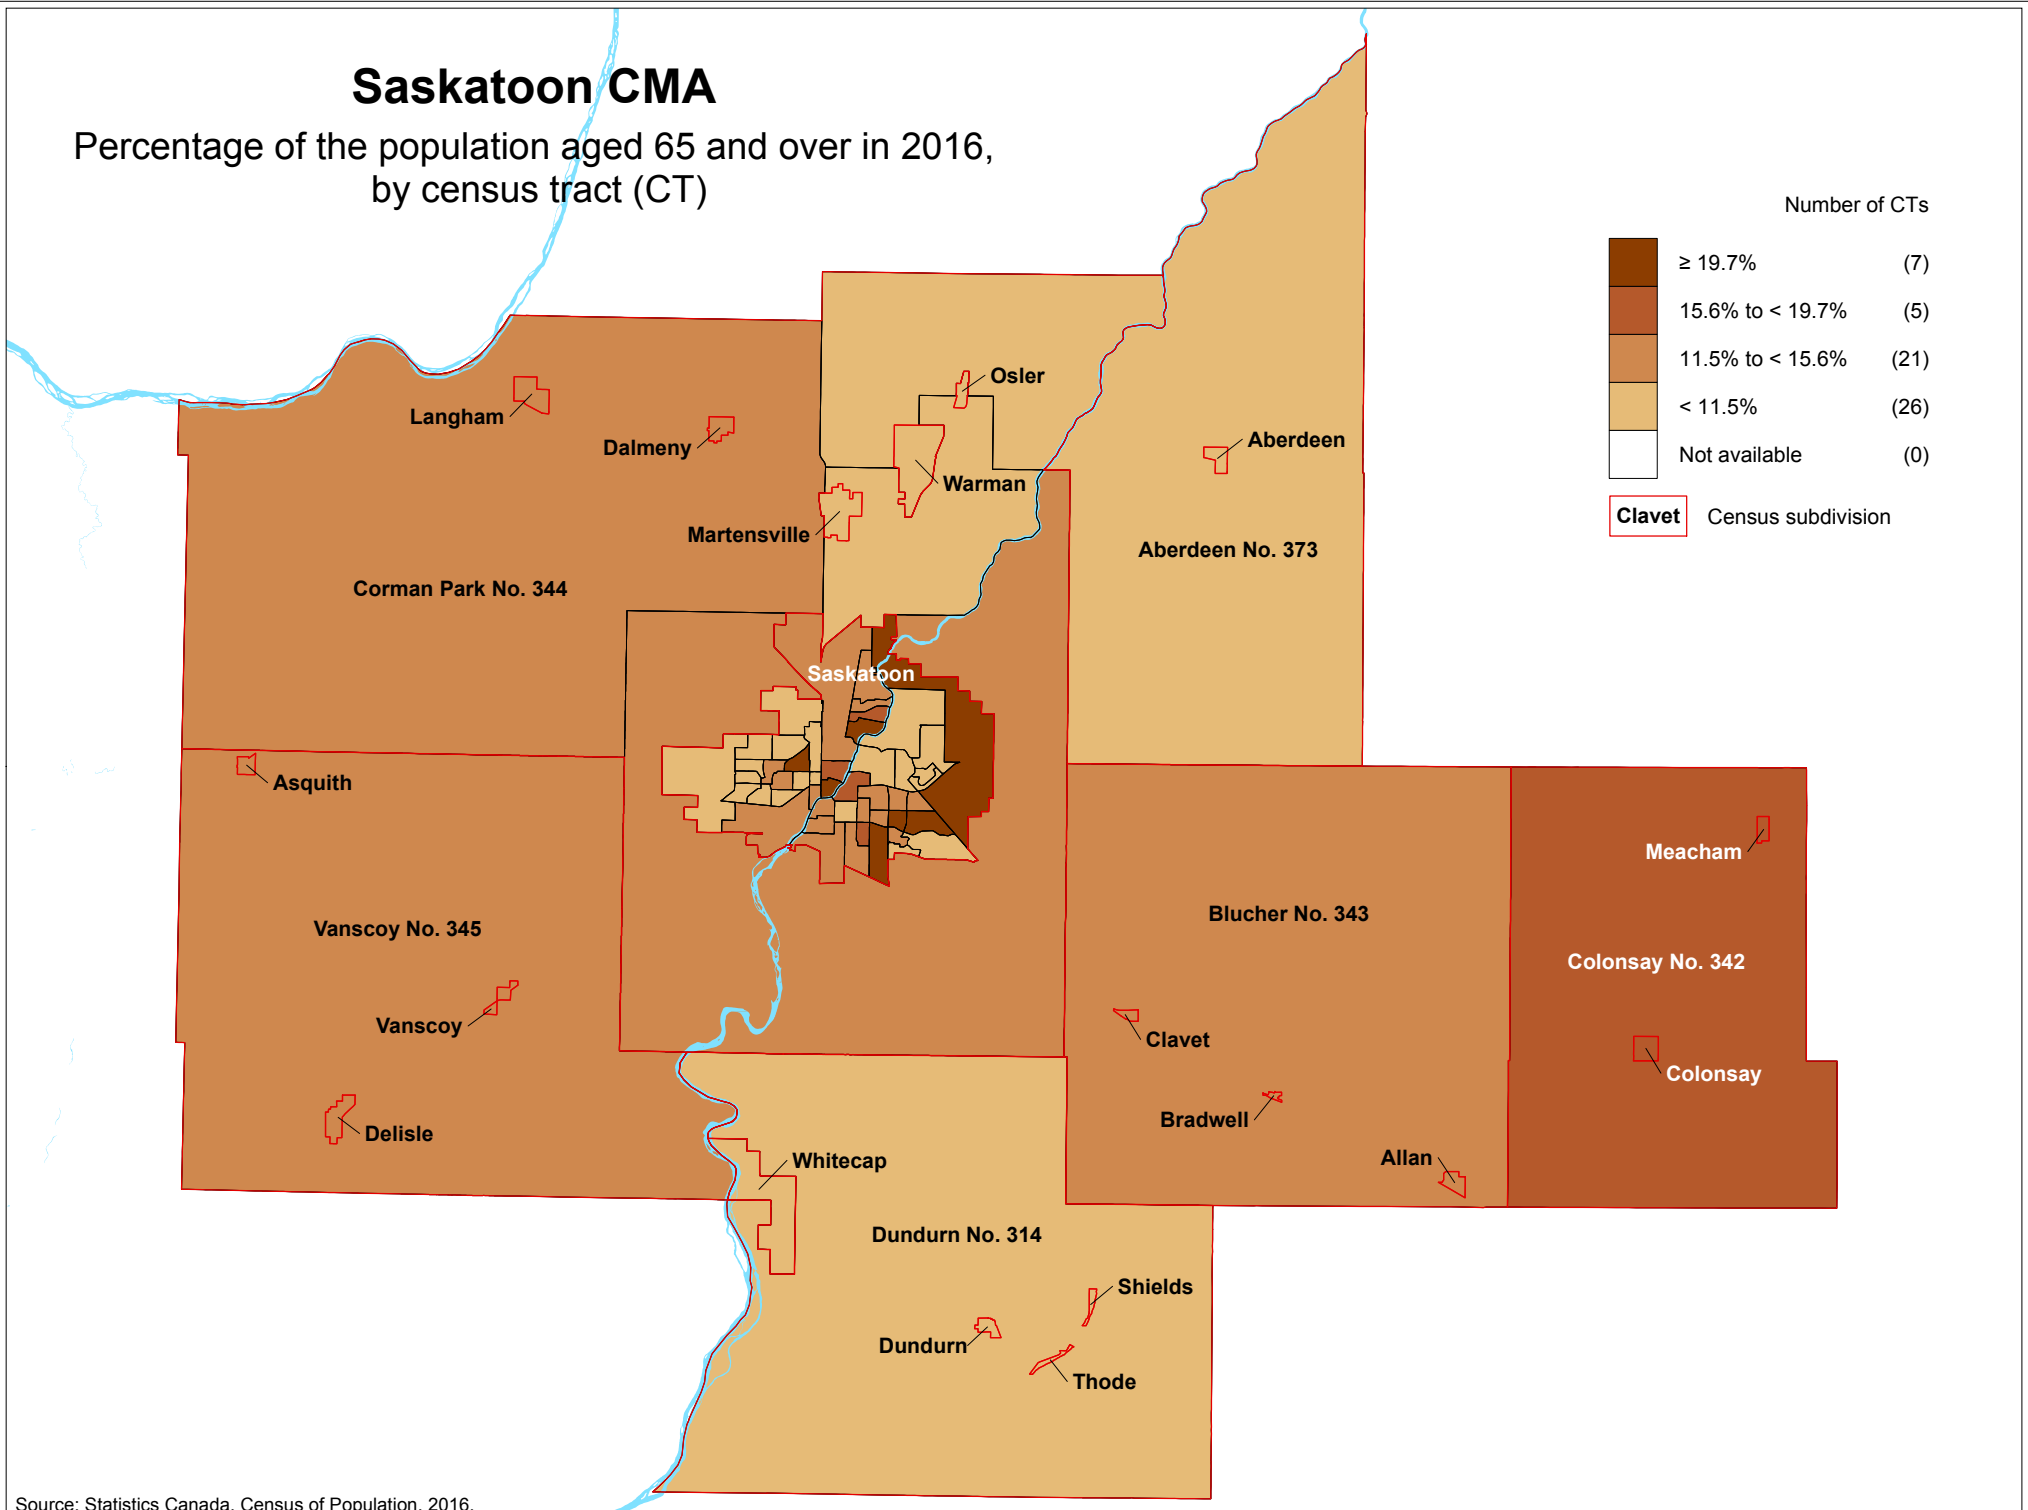 Saskatoon CMA
Percentage of the population aged 65 and over in 2016,
by census tract (CT)
Number of CTs
≥ 19.7% (7)
15.6% to < 19.7% (5)
11.5% to < 15.6% (21)
< 11.5% (26)
Not available (0)
Clavet Census subdivision
Osler
Langham
Dalmeny
Aberdeen
Warman
Martensville
Aberdeen No. 373
Corman Park No. 344
Saskatoon
Asquith
Meacham
Blucher No. 343
Vanscoy No. 345
Colonsay No. 342
Vanscoy
Clavet
Colonsay
Bradwell
Delisle
Allan
Whitecap
Dundurn No. 314
Shields
Dundurn
Thode
Source: Statistics Canada, Census of Population, 2016.